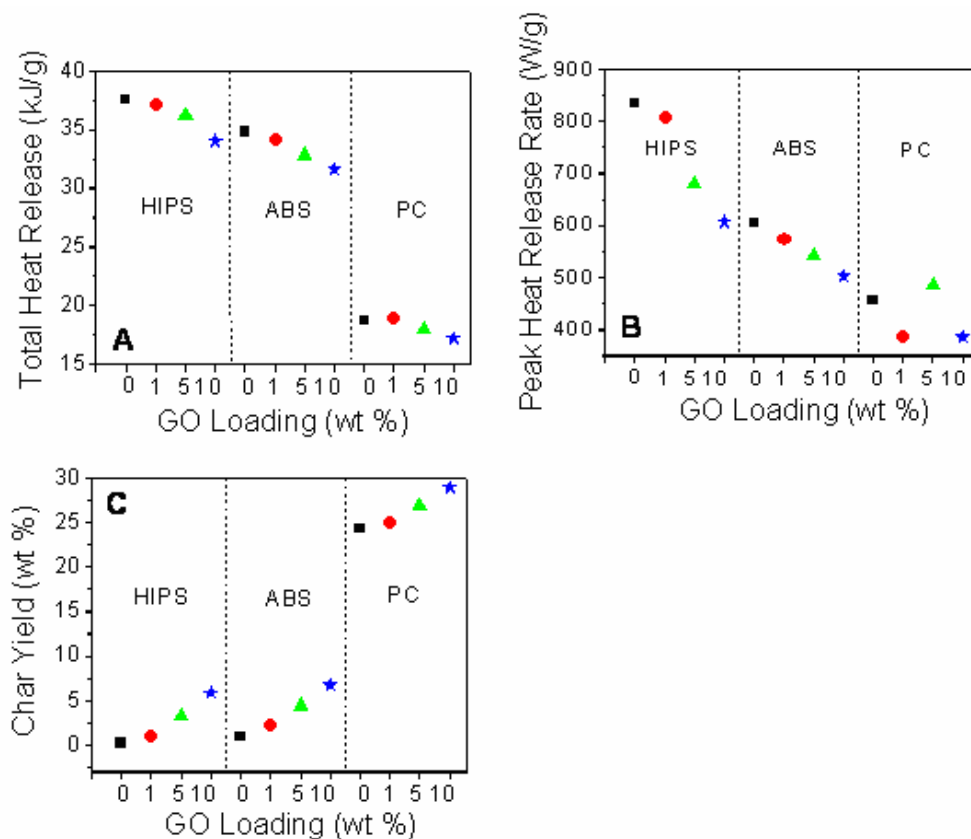 Total Heat Release (kJ/g)
40
35
30
25
20
15
HIPS
ABS
PC
A
0 1 5 10 0 1 5 10 0 1 5 10
GO Loading (wt %)
Peak Heat Release Rate (W/g)
900
800
700
600
500
400
HIPS
ABS
PC
B
0 1 5 10 0 1 5 10 0 1 5 10
GO Loading (wt %)
Char Yield (wt %)
30
25
20
15
10
5
0
C
HIPS
ABS
PC
0 1 5 10 0 1 5 10 0 1 5 10
GO Loading (wt %)